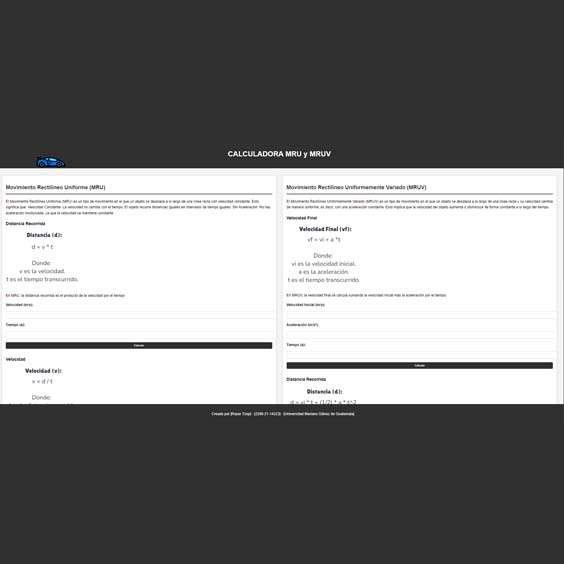 CALCULADORA MRU y MRUV
Movimiento Rectilíneo Uniforme (MRU)
El Movimiento Rectilíneo Uniforme (MRU) es un tipo de movimiento en el que un objeto se desplaza a lo largo de una línea recta con velocidad constante. Esto
significa que: Velocidad Constante: La velocidad no cambia con el tiempo. El objeto recorre distancias iguales en intervalos de tiempo iguales. Sin Aceleración: No hay
aceleración involucrada, ya que la velocidad se mantiene constante.
Distancia Recorrida
Distancia (d):
d = v * t
Donde:
v es la velocidad.
t es el tiempo transcurrido.
En MRU, la distancia recorrida es el producto de la velocidad por el tiempo.
Velocidad (m/s):
Tiempo (s):
Calcular
Velocidad
Velocidad (v):
v = d / t
Donde:
Movimiento Rectilíneo Uniformemente Variado (MRUV)
El Movimiento Rectilíneo Uniformemente Variado (MRUV) es un tipo de movimiento en el que un objeto se desplaza a lo largo de una línea recta y su velocidad cambia
de manera uniforme, es decir, con una aceleración constante. Esto implica que la velocidad del objeto aumenta o disminuye de forma constante a lo largo del tiempo.
Velocidad Final
Velocidad Final (vf):
vf = vi + a *t
Donde:
vi es la velocidad inicial.
a es la aceleración.
t es el tiempo transcurrido.
En MRUV, la velocidad final se calcula sumando la velocidad inicial más la aceleración por el tiempo.
Velocidad Inicial (m/s):
Aceleración (m/s²):
Tiempo (s):
Calcular
Distancia Recorrida
Distancia (d):
d = vi * t + (1/2) * a * t^2
Creado por [Royer Tzep] - [2399-21-14323] - [Universidad Mariano Gálvez de Guatemala]